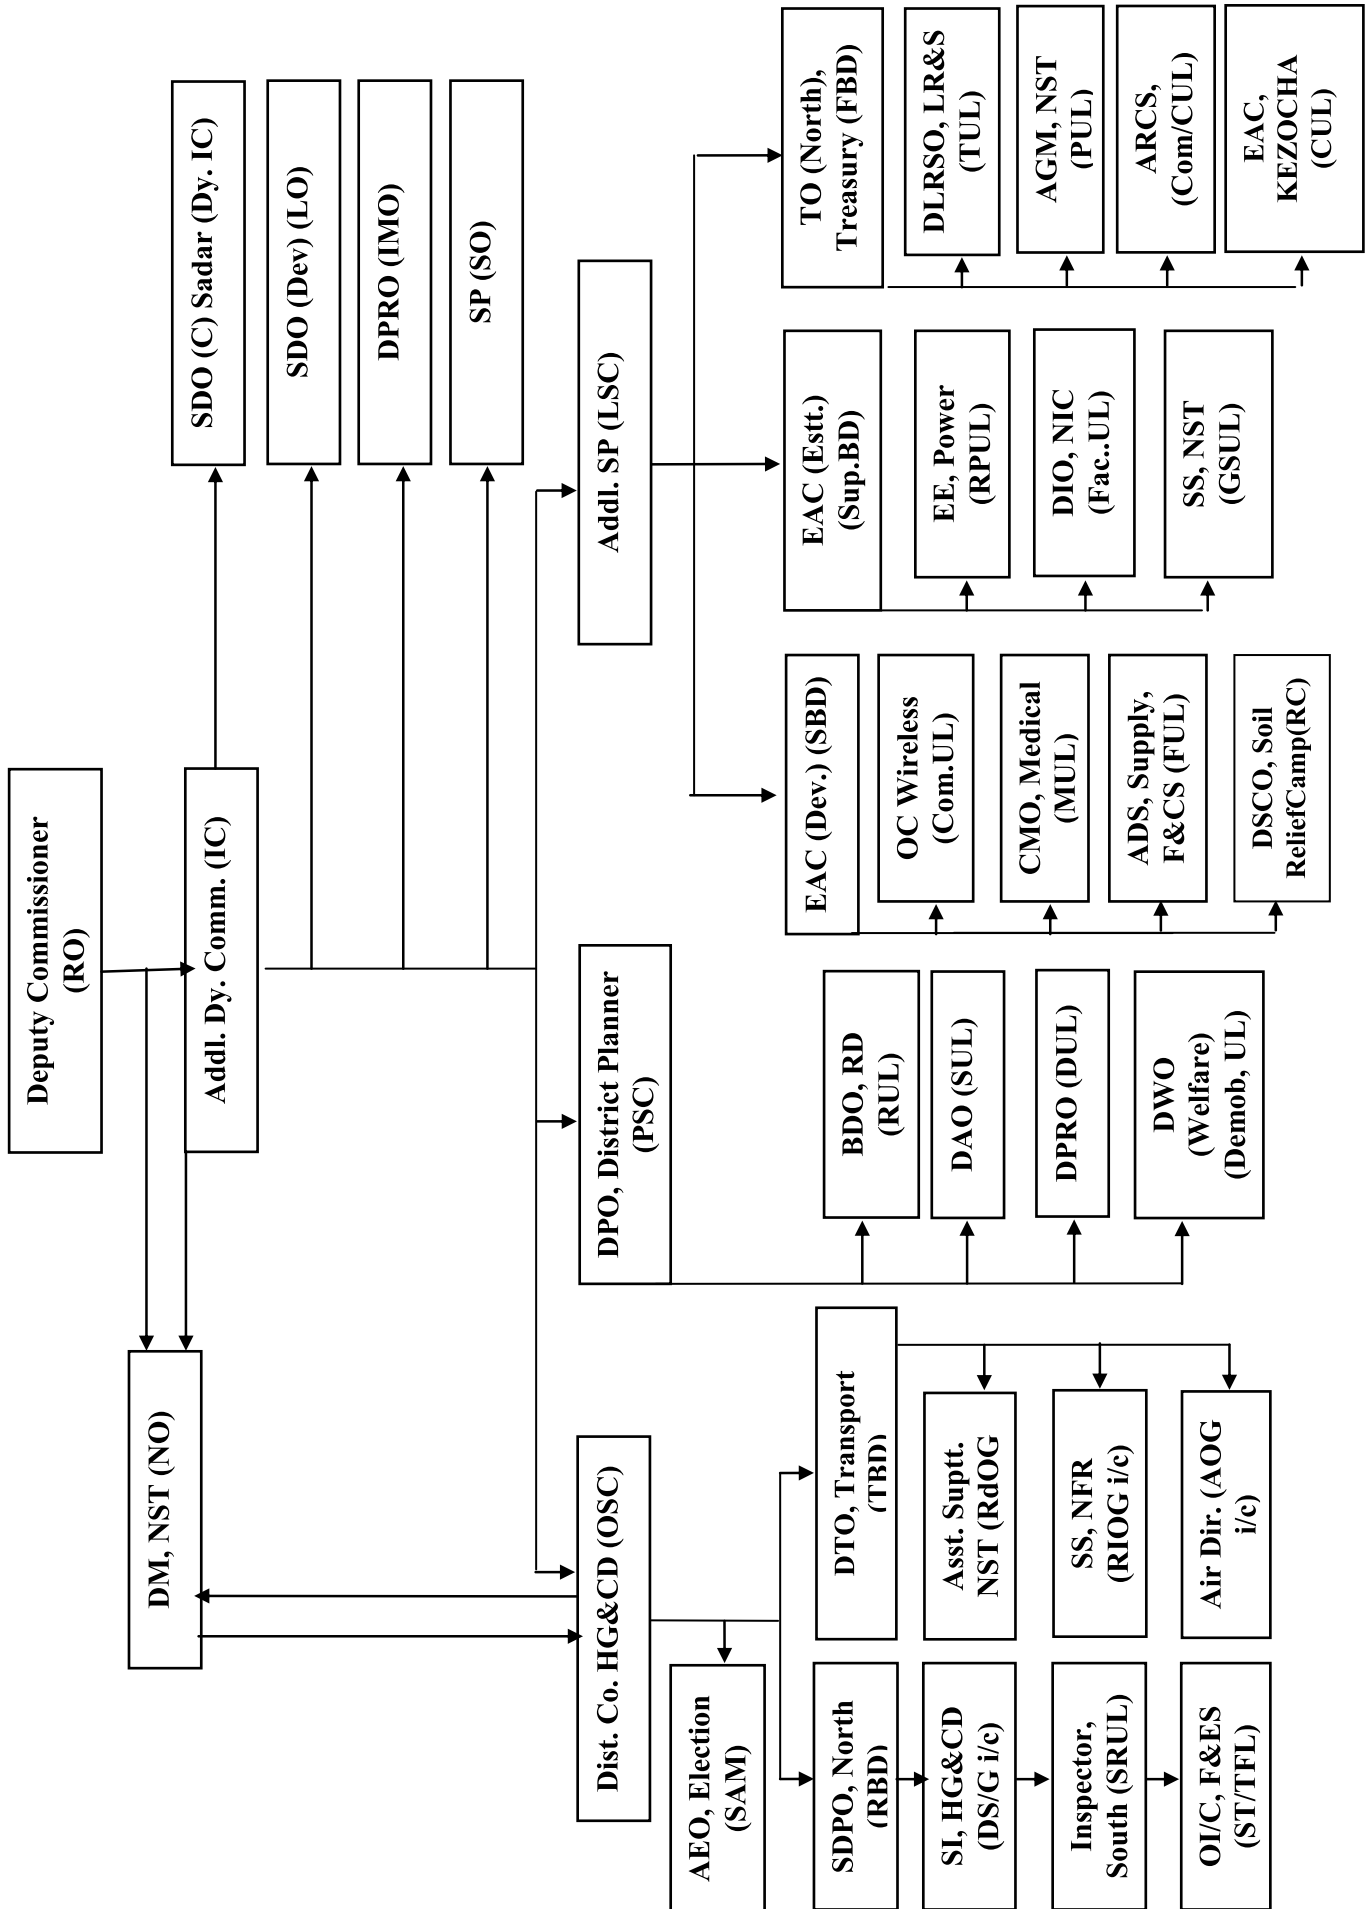 Deputy Commissioner
(RO)
DM, NST (NO)
Addl. Dy. Comm. (IC)
SDO (C) Sadar (Dy. IC)
SDO (Dev) (LO)
DPRO (IMO)
SP (SO)
Dist. Co. HG&CD (OSC)
DPO, District Planner
(PSC)
Addl. SP (LSC)
AEO, Election
(SAM)
SDPO, North
(RBD)
SI, HG&CD
(DS/G i/c)
Inspector,
South (SRUL)
OI/C, F&ES
(ST/TFL)
DTO, Transport
(TBD)
Asst. Suptt.
NST (RdOG
SS, NFR
(RIOG i/c)
Air Dir. (AOG
i/c)
BDO, RD
(RUL)
DAO (SUL)
DPRO (DUL)
DWO
(Welfare)
(Demob, UL)
EAC (Dev.) (SBD)
OC Wireless
(Com.UL)
CMO, Medical
(MUL)
ADS, Supply,
F&CS (FUL)
DSCO, Soil
ReliefCamp(RC)
EAC (Estt.)
(Sup.BD)
EE, Power
(RPUL)
DIO, NIC
(Fac..UL)
SS, NST
(GSUL)
TO (North),
Treasury (FBD)
DLRSO, LR&S
(TUL)
AGM, NST
(PUL)
ARCS,
(Com/CUL)
EAC,
KEZOCHA
(CUL)